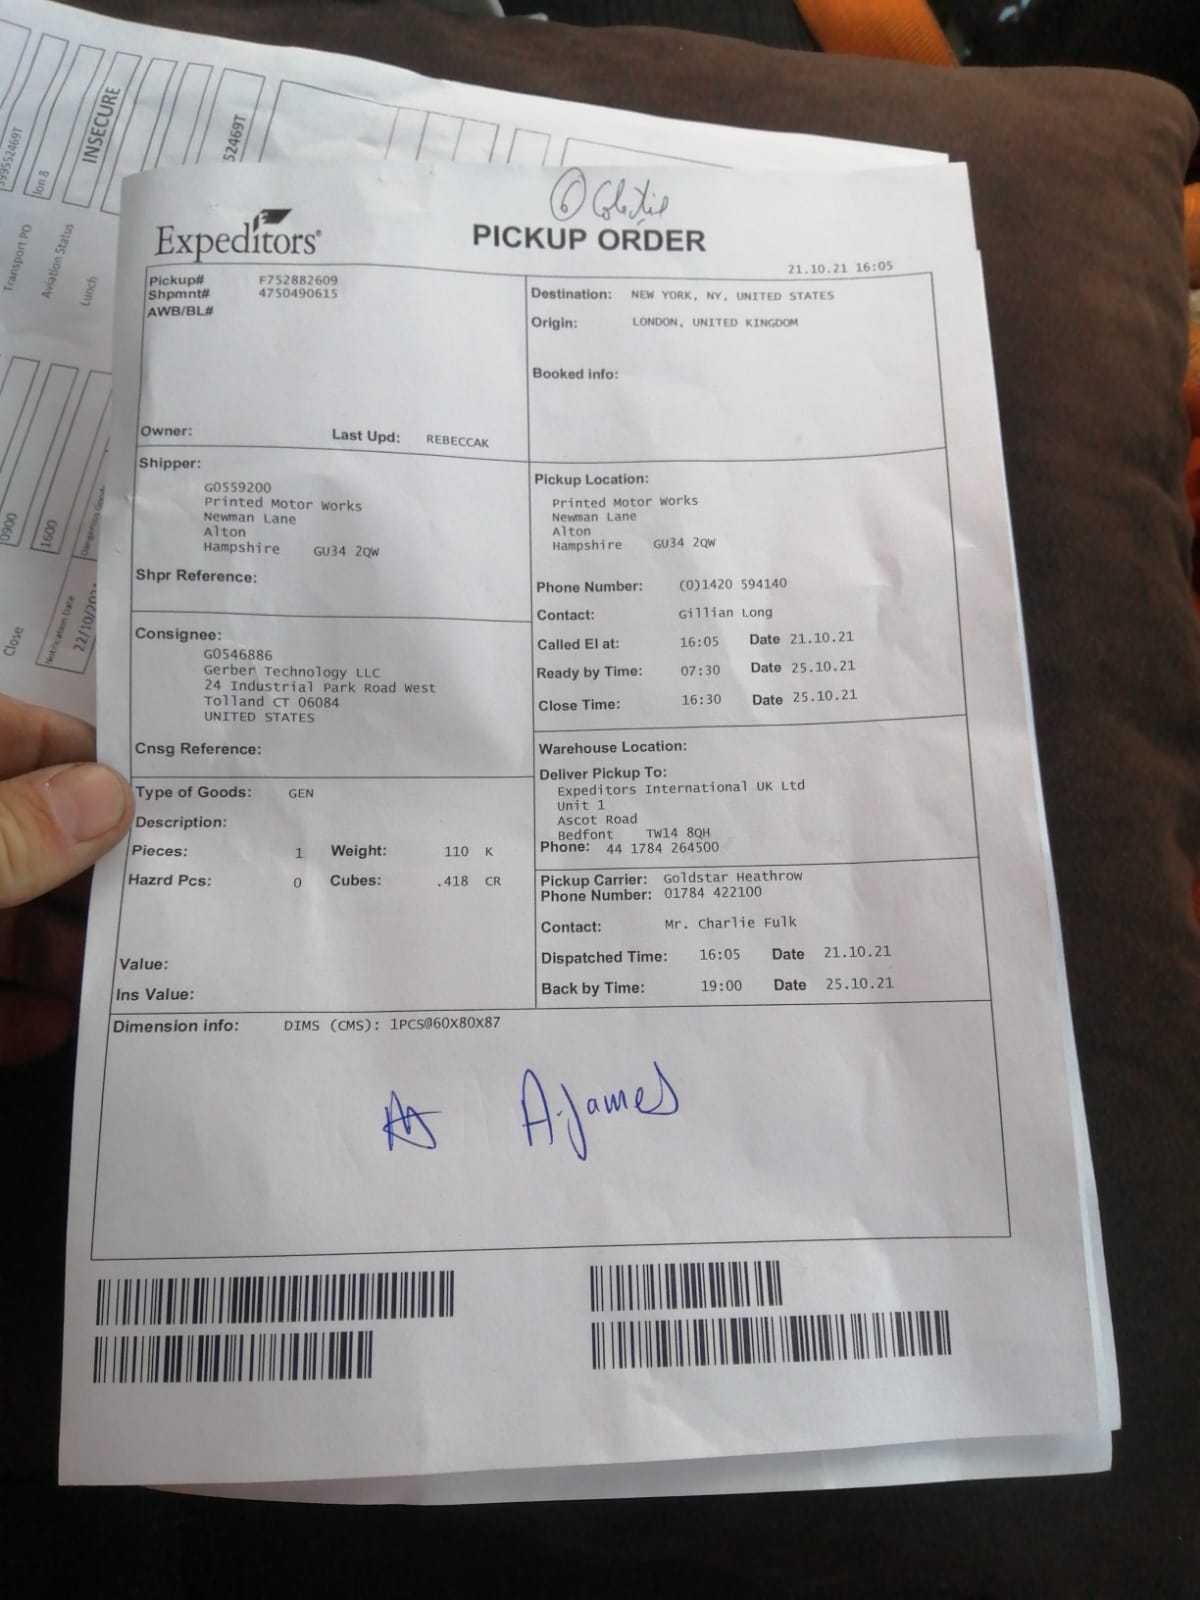 399552469T
Transport PO
Ion 8
Aviation Status
INSECURE
Lunch
52469T
0900
1600
Close
Notification Date
22/10/202
Dangerous Good
PICKUP ORDER
Expeditors®
21.10.21 16:05
Pickup# F752882609
Shpmnt# 4750490615
AWB/BL#
Owner: Last Upd: REBECCAK
Destination: NEW YORK, NY, UNITED STATES
Origin: LONDON, UNITED KINGDOM
Booked info:
Shipper:
G0559200
Printed Motor Works
Newman Lane
Alton
Hampshire GU34 2QW
Shpr Reference:
Pickup Location:
Printed Motor Works
Newman Lane
Alton
Hampshire GU34 2QW
Phone Number: (0)1420 594140
Contact: Gillian Long
Called EI at: 16:05 Date 21.10.21
Ready by Time: 07:30 Date 25.10.21
Close Time: 16:30 Date 25.10.21
Consignee:
G0546886
Gerber Technology LLC
24 Industrial Park Road West
Tolland CT 06084
UNITED STATES
Cnsg Reference:
Warehouse Location:
Deliver Pickup To:
Expeditors International UK Ltd
Unit 1
Ascot Road
Bedfont TW14 8QH
Phone: 44 1784 264500
Type of Goods: GEN
Description:
Pieces: 1 Weight: 110 K
Hazrd Pcs: 0 Cubes: .418 CR
Value:
Ins Value:
Pickup Carrier: Goldstar Heathrow
Phone Number: 01784 422100
Contact: Mr. Charlie Fulk
Dispatched Time: 16:05 Date 21.10.21
Back by Time: 19:00 Date 25.10.21
Dimension info: DIMS (CMS): 1PCS@60X80X87
A.James